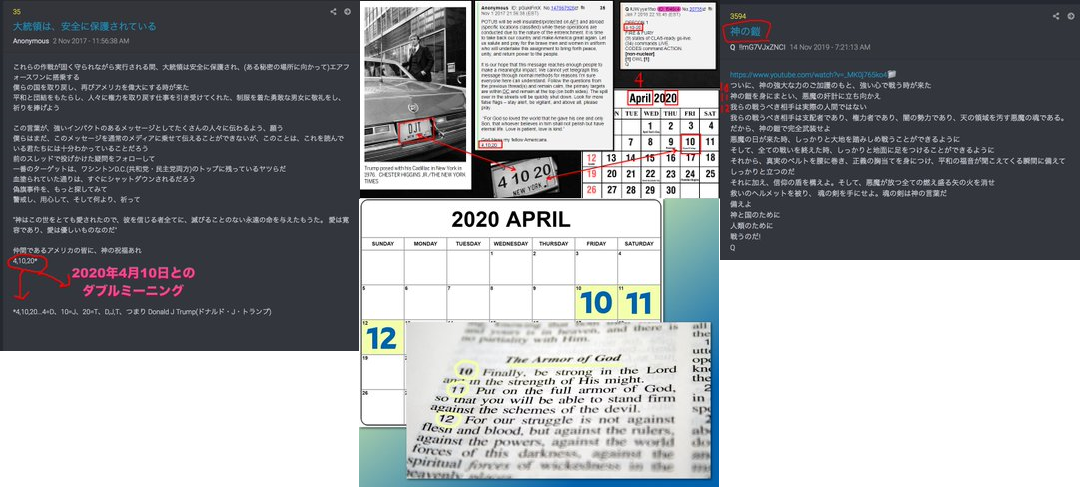 35
大統領は、安全に保護されている
Anonymous 2 Nov 2017 - 11:56:38 AM
これらの作戦が固く守られながら実行される間、大統領は安全に保護され、(ある秘密の場所に向かって)エアフォースワンに搭乗する
僕らの国を取り戻し、再びアメリカを偉大にする時が来た
平和と団結をもたらし、人々に権力を取り戻す仕事を引き受けてくれた、制服を着た勇敢な男女に敬礼をし、祈りを捧げよう
この言葉が、強いインパクトのあるメッセージとしてたくさんの人々に伝わるよう、願う
僕らはまだ、このメッセージを通常のメディアに乗せて伝えることができないが、このことは、これを読んでいる君たちには十分わかっていることだろう
前のスレッドで投げかけた疑問をフォローして
一番のターゲットは、ワシントンD.C.(共和党・民主党両方)のトップに残っているヤツらだ
血塗られていた通りは、すぐにシャットダウンされるだろう
偽旗事件を、もっと探してみて
警戒し、用心して、そして何より、祈って
"神はこの世をとても愛されたので、彼を信じる者全てに、滅びることのない永遠の命を与えたもうた。愛は寛容であり、愛は優しいものなのだ"
仲間であるアメリカの皆に、神の祝福あれ
4,10,20*
2020年4月10日との
ダブルミーニング
*4,10,20...4=D、10=J、20=T、D,J,T、つまり Donald J Trump(ドナルド・J・トランプ)
DJT
Trump posed with his Cadillac in New York in
1976. CHESTER HIGGINS JR./THE NEW YORK
TIMES
POTUS will be well insulated/protected on AF1 and abroad
(specific locations classified) while these operations are
conducted due to the nature of the entrenchment. It is time
to take back our country and make America great again. Let
us salute and pray for the brave men and women in uniform
who will undertake this assignment to bring forth peace,
unity, and return power to the people.
It is our hope that this message reaches enough people to
make a meaningful impact. We cannot yet telegraph this
message through normal methods for reasons I'm sure
everyone here can understand. Follow the questions from
the previous thread(s) and remain calm, the primary targets
are within DC and remain at the top (on both sides). The spill
over in the streets will be quickly shut down. Look for more
false flags - stay alert, be vigilant, and above all, please
pray.
"For God so loved the world that he gave his one and only
Son, that whoever believes in him shall not perish but have
eternal life. Love is patient, love is kind."
God bless my fellow Americans.
4,10,20
DEFCON 1
4,10,20
FIRE & FURY
Q
4
April 2020
TUE WED THU FRI SAT
1 2 3 4
7 8 9 10 11
12 13 14 15 16 17 18
19 20 21 22 23 24 25
26 27 28 29 30
4 10 20
NEW YORK
2020 APRIL
SUNDAY MONDAY TUESDAY WEDNESDAY THURSDAY FRIDAY SATURDAY
1 2 3 4
5 10 10 11 11
12 12
19
26
The Armor of God
10 Finally, be strong in the Lord
and in the strength of His might.
11 Put on the full armor of God,
so that you will be able to stand firm
against the schemes of the devil.
12 For our struggle is not against
flesh and blood, but against the rulers,
against the powers, against the world
forces of this darkness, against the
spiritual forces of wickedness in the
heavenly places.
3594
神の鎧
Q !!mG7VJxZNCI 14 Nov 2019 - 7:21:13 AM
https://www.youtube.com/watch?v=_MK0j765ko4
ついに、神の強大な力のご加護のもと、強い心で戦う時が来た
神の鎧を身にまとい、悪魔の奸計に立ち向かえ
我らの戦うべき相手は実際の人間ではない
我らの戦うべき相手は支配者であり、権力者であり、闇の勢力であり、天の領域を汚す悪魔の魂である。
だから、神の鎧で完全武装せよ
悪魔の日が来た時、しっかりと大地を踏みしめ戦うことができるように
そして、全ての戦いを終えた時、しっかりと地面に足をつけることができるように
それから、真実のベルトを腰に巻き、正義の胸当てを身につけ、平和の福音が聞こえてくる瞬間に備えてしっかりと立つのだ
それに加え、信仰の盾を構えよ。そして、悪魔が放つ全ての燃え盛る矢の火を消せ
救いのヘルメットを被り、魂の剣を手にせよ。魂の剣は神の言葉だ
備えよ
神と国のために
人類のために
戦うのだ!
Q